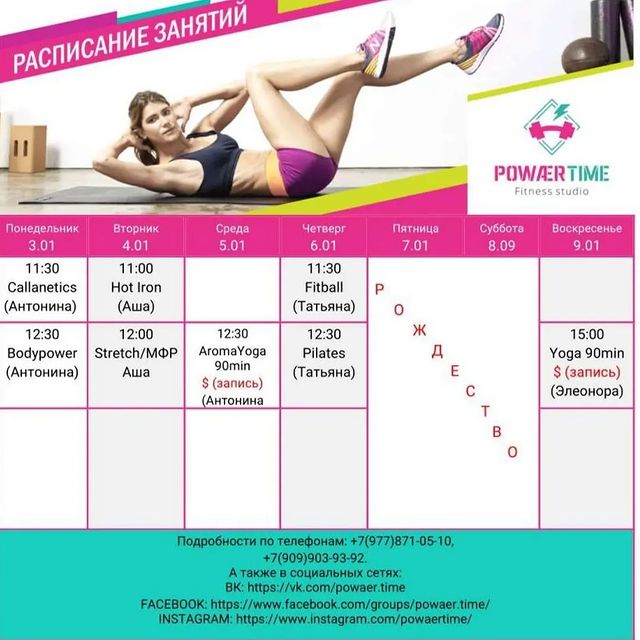 РАСПИСАНИЕ ЗАНЯТИЙ
POWÆRTIME
Fitness studio
Понедельник
3.01
Вторник
4.01
Среда
5.01
Четверг
6.01
Пятница
7.01
Суббота
8.09
Воскресенье
9.01
11:30
Callanetics
(Антонина)
11:00
Hot Iron
(Аша)
11:30
Fitball
(Татьяна)
РОЖДЕСТВО
12:30
Bodypower
(Антонина)
12:00
Stretch/МФР
Аша
12:30
AromaYoga
90min
$ (запись)
(Антонина
12:30
Pilates
(Татьяна)
15:00
Yoga 90min
$ (запись)
(Элеонора)
Подробности по телефонам: +7(977)871-05-10,
+7(909)903-93-92.
А также в социальных сетях:
ВК: https://vk.com/powaer.time
FACEBOOK: https://www.facebook.com/groups/powaer.time/
INSTAGRAM: https://www.instagram.com/powaertime/